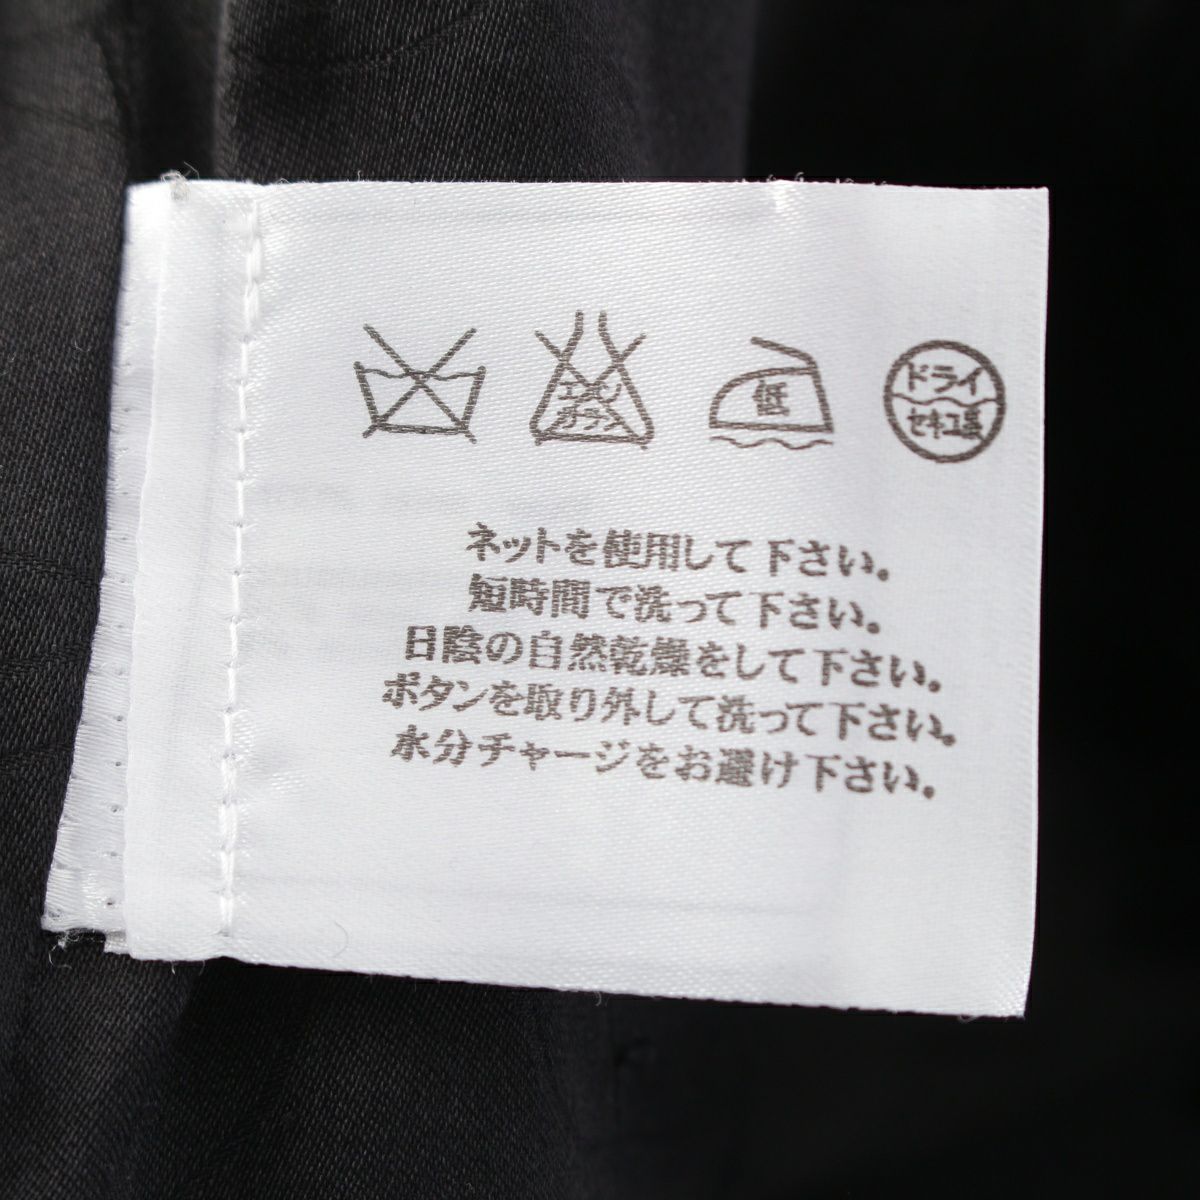 エンソ
カラン
低
ドライ
セキユ系
ネットを使用して下さい。
短時間で洗って下さい。
日陰の自然乾燥をして下さい。
ボタンを取り外して洗って下さい。
水分チャージをお避け下さい。